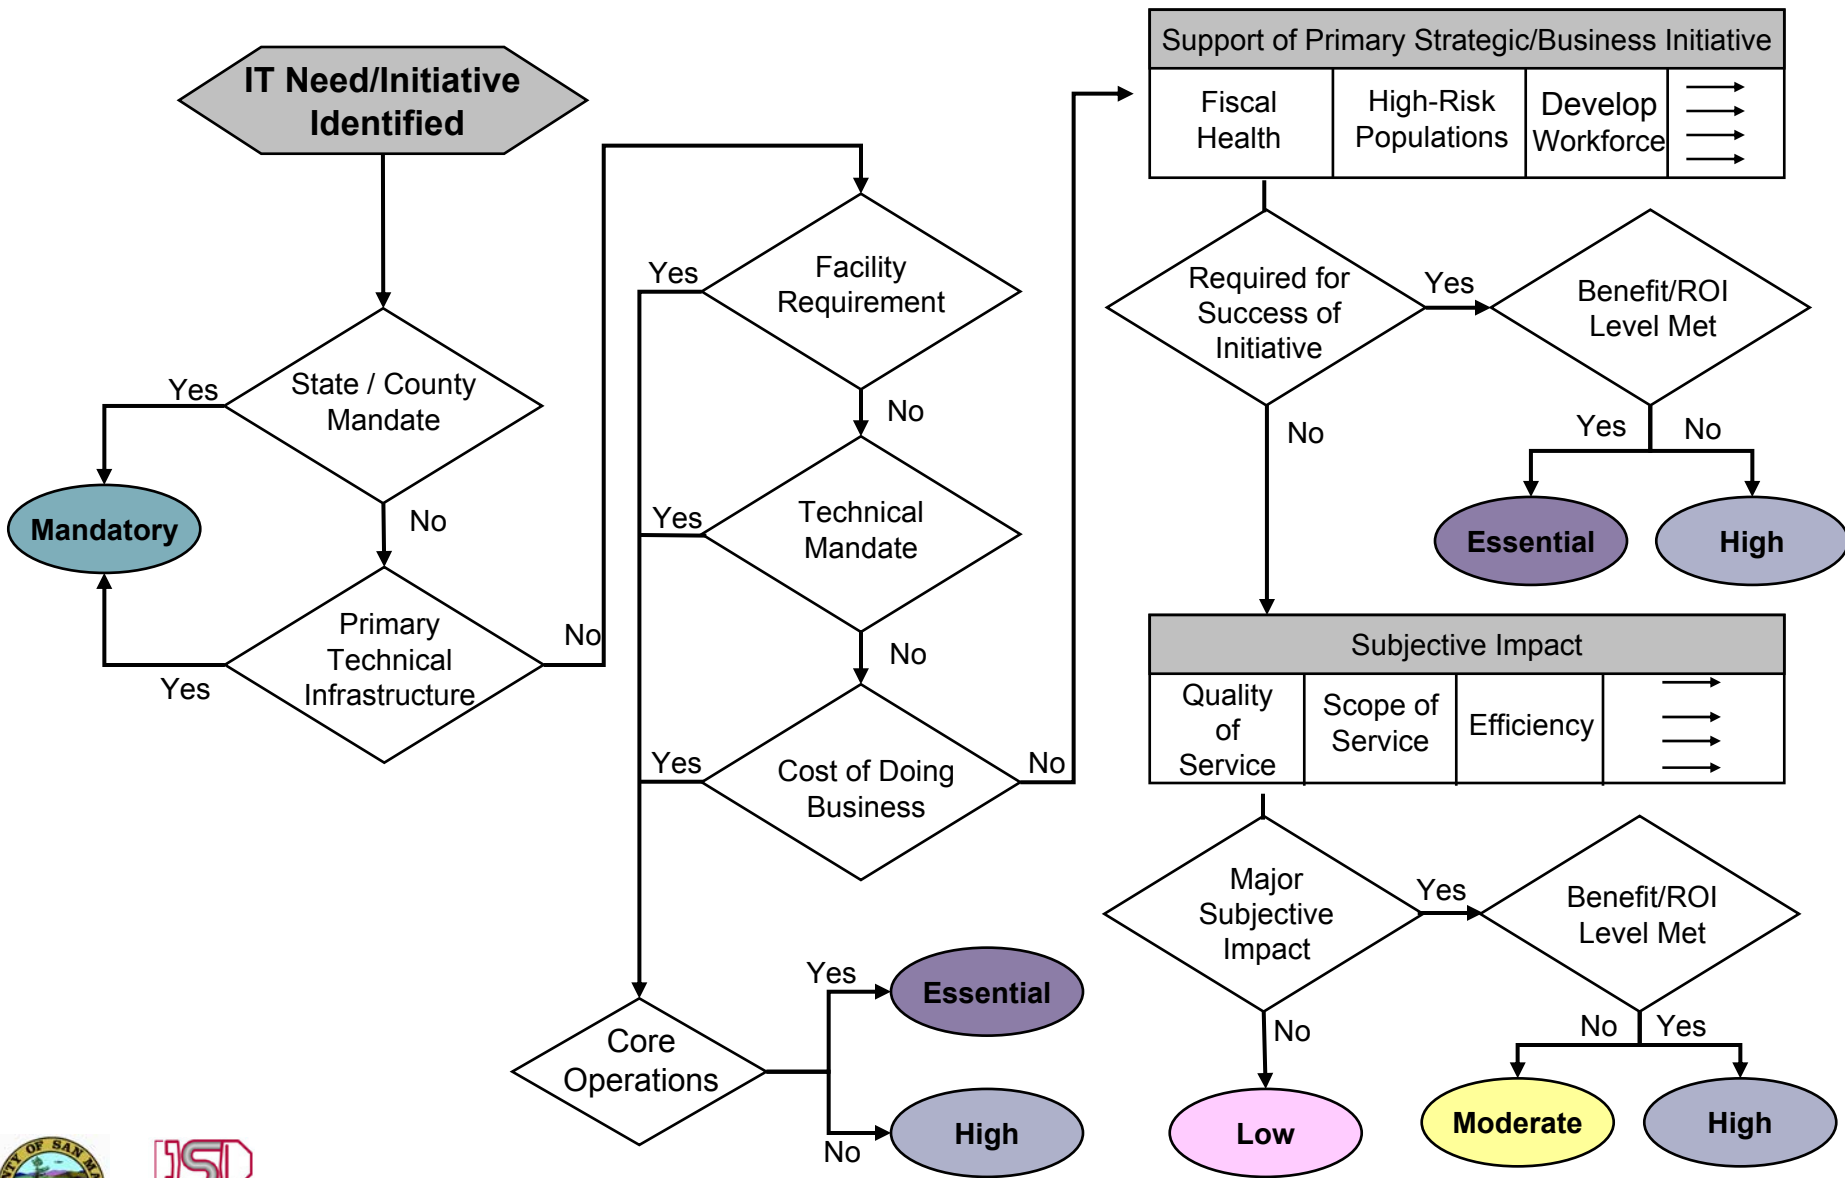 IT Need/Initiative
Identified
State / County
Mandate
Yes
No
Mandatory
Primary
Technical
Infrastructure
Yes
No
Facility
Requirement
Yes
No
Technical
Mandate
Yes
No
Cost of Doing
Business
Yes
No
Core
Operations
Yes
Essential
No
High
Support of Primary Strategic/Business Initiative
Fiscal
Health
High-Risk
Populations
Develop
Workforce
Required for
Success of
Initiative
Yes
No
Benefit/ROI
Level Met
Yes
No
Essential
High
Subjective Impact
Quality
of
Service
Scope of
Service
Efficiency
Major
Subjective
Impact
Yes
No
Low
Benefit/ROI
Level Met
No
Yes
Moderate
High
OF SAN
ISD